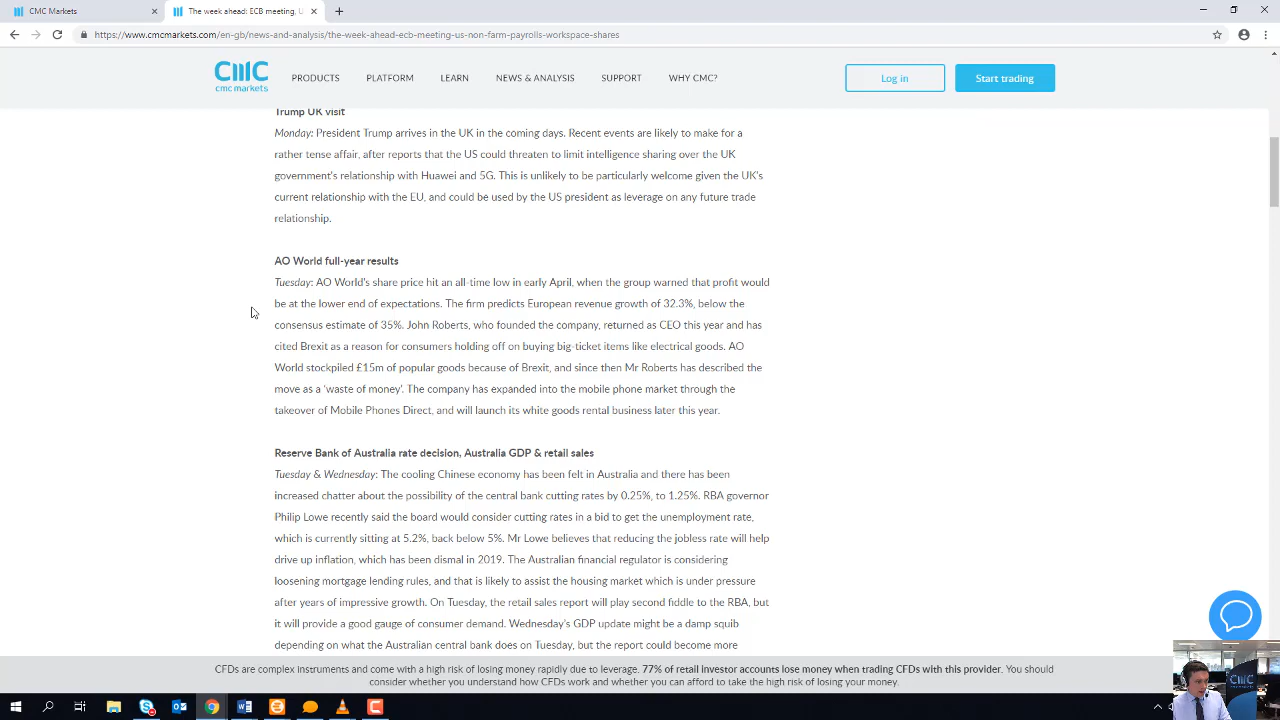 CMC Markets
The week ahead: ECB meeting, U
https://www.cmcmarkets.com/en-gb/news-and-analysis/the-week-ahead-ecb-meeting-us-non-farm-payrolls-workspace-shares
cmc markets
PRODUCTS PLATFORM LEARN NEWS & ANALYSIS SUPPORT WHY CMC?
Log in
Start trading
Trump UK visit
Monday: President Trump arrives in the UK in the coming days. Recent events are likely to make for a
rather tense affair, after reports that the US could threaten to limit intelligence sharing over the UK
government's relationship with Huawei and 5G. This is unlikely to be particularly welcome given the UK's
current relationship with the EU, and could be used by the US president as leverage on any future trade
relationship.
AO World full-year results
Tuesday: AO World's share price hit an all-time low in early April, when the group warned that profit would
be at the lower end of expectations. The firm predicts European revenue growth of 32.3%, below the
consensus estimate of 35%. John Roberts, who founded the company, returned as CEO this year and has
cited Brexit as a reason for consumers holding off on buying big-ticket items like electrical goods. AO
World stockpiled £15m of popular goods because of Brexit, and since then Mr Roberts has described the
move as a 'waste of money'. The company has expanded into the mobile phone market through the
takeover of Mobile Phones Direct, and will launch its white goods rental business later this year.
Reserve Bank of Australia rate decision, Australia GDP & retail sales
Tuesday & Wednesday: The cooling Chinese economy has been felt in Australia and there has been
increased chatter about the possibility of the central bank cutting rates by 0.25%, to 1.25%. RBA governor
Philip Lowe recently said the board would consider cutting rates in a bid to get the unemployment rate,
which is currently sitting at 5.2%, back below 5%. Mr Lowe believes that reducing the jobless rate will help
drive up inflation, which has been dismal in 2019. The Australian financial regulator is considering
loosening mortgage lending rules, and that is likely to assist the housing market which is under pressure
after years of impressive growth. On Tuesday, the retail sales report will play second fiddle to the RBA, but
it will provide a good gauge of consumer demand. Wednesday's GDP update might be a damp squib
depending on what the Australian central bank does on Tuesday, but the report could become more
CFDs are complex instruments and come with a high risk of losing money rapidly due to leverage. 77% of retail investor accounts lose money when trading CFDs with this provider. You should
consider whether you understand how CFDs work and whether you can afford to take the high risk of losing your money.